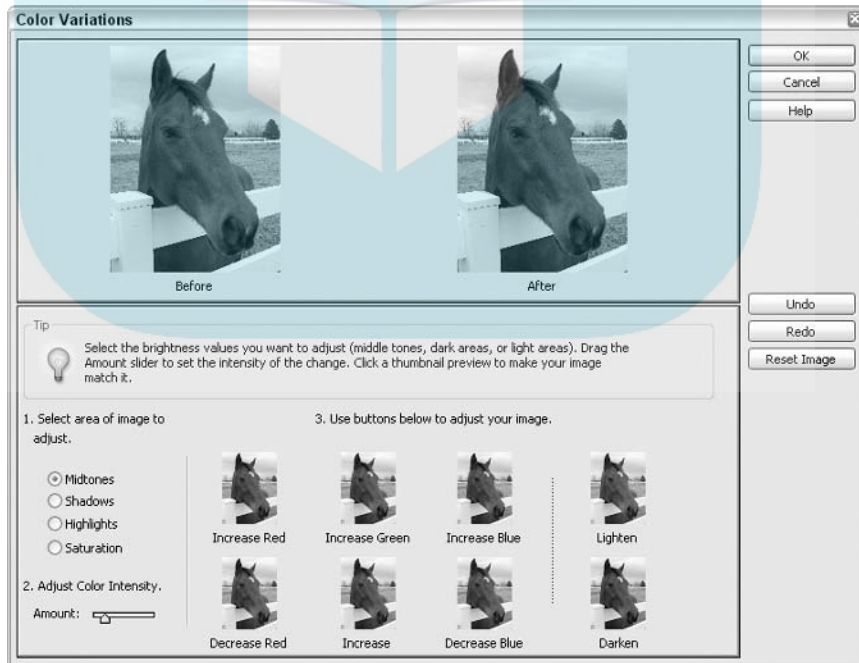 Color Variations
OK
Cancel
Help
Before
After
Undo
Redo
Reset Image
Tip
Select the brightness values you want to adjust (middle tones, dark areas, or light areas). Drag the
Amount slider to set the intensity of the change. Click a thumbnail preview to make your image
match it.
1. Select area of image to
adjust.
3. Use buttons below to adjust your image.
Midtones
Shadows
Highlights
Saturation
Increase Red
Increase Green
Increase Blue
Lighten
2. Adjust Color Intensity.
Amount:
Decrease Red
Increase
Decrease Blue
Darken